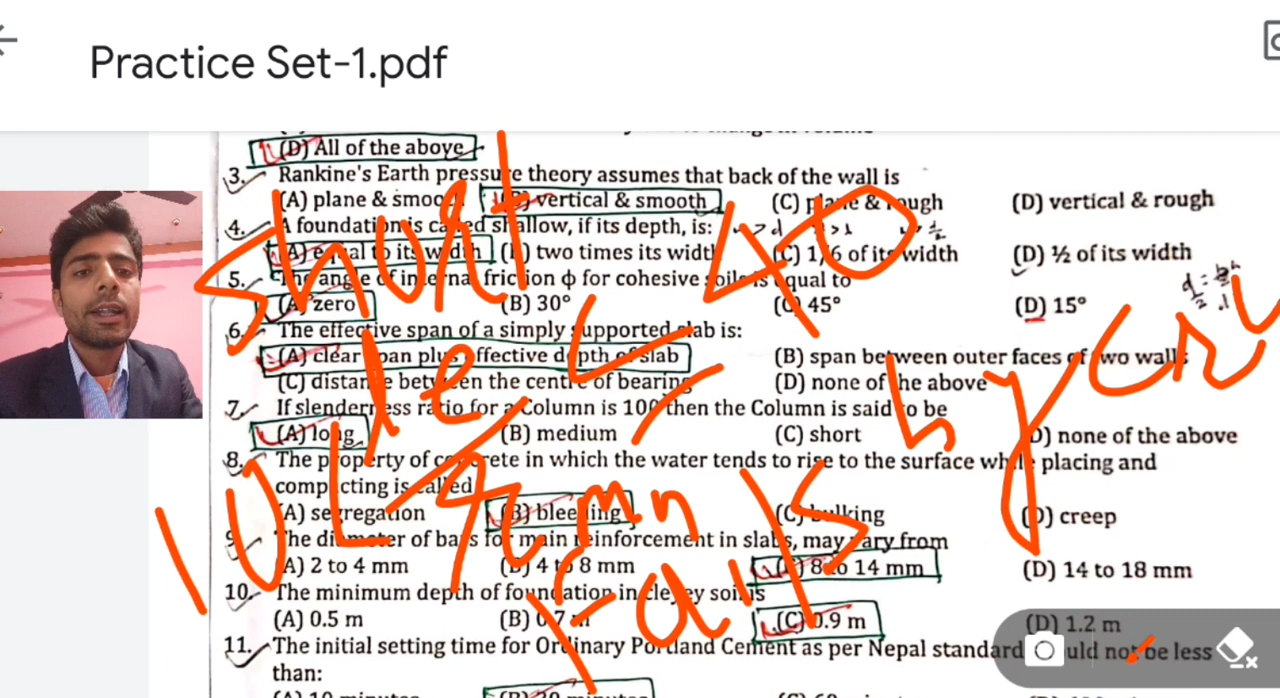 Practice Set-1.pdf
(D) All of the above
3. Rankine's Earth pressure theory assumes that back of the wall is
(A) plane & smooth (B) vertical & smooth (C) plane & rough (D) vertical & rough
4. A foundation is called shallow, if its depth, is:
(A) equal to its width (B) two times its width (C) 1/6 of its width (D) ½ of its width
5. The angle of internal friction ϕ for cohesive soils is equal to
(A) zero (B) 30° (C) 45° (D) 15°
6. The effective span of a simply supported slab is:
(A) clear span plus effective depth of slab (B) span between outer faces of two walls
(C) distance between the centre of bearing (D) none of the above
7. If slenderness ratio for a Column is 100 then the Column is said to be
(A) long (B) medium (C) short (D) none of the above
8. The property of concrete in which the water tends to rise to the surface while placing and
compacting is called
(A) segregation (B) bleeding (C) bulking (D) creep
9. The diameter of bars for main reinforcement in slabs, may vary from
(A) 2 to 4 mm (B) 4 to 8 mm (C) 8 to 14 mm (D) 14 to 18 mm
10. The minimum depth of foundation in cleyey soil is
(A) 0.5 m (B) 0.7 m (C) 0.9 m (D) 1.2 m
11. The initial setting time for Ordinary Portland Cement as per Nepal standard should not be less
than:
short
le < 40
fails by